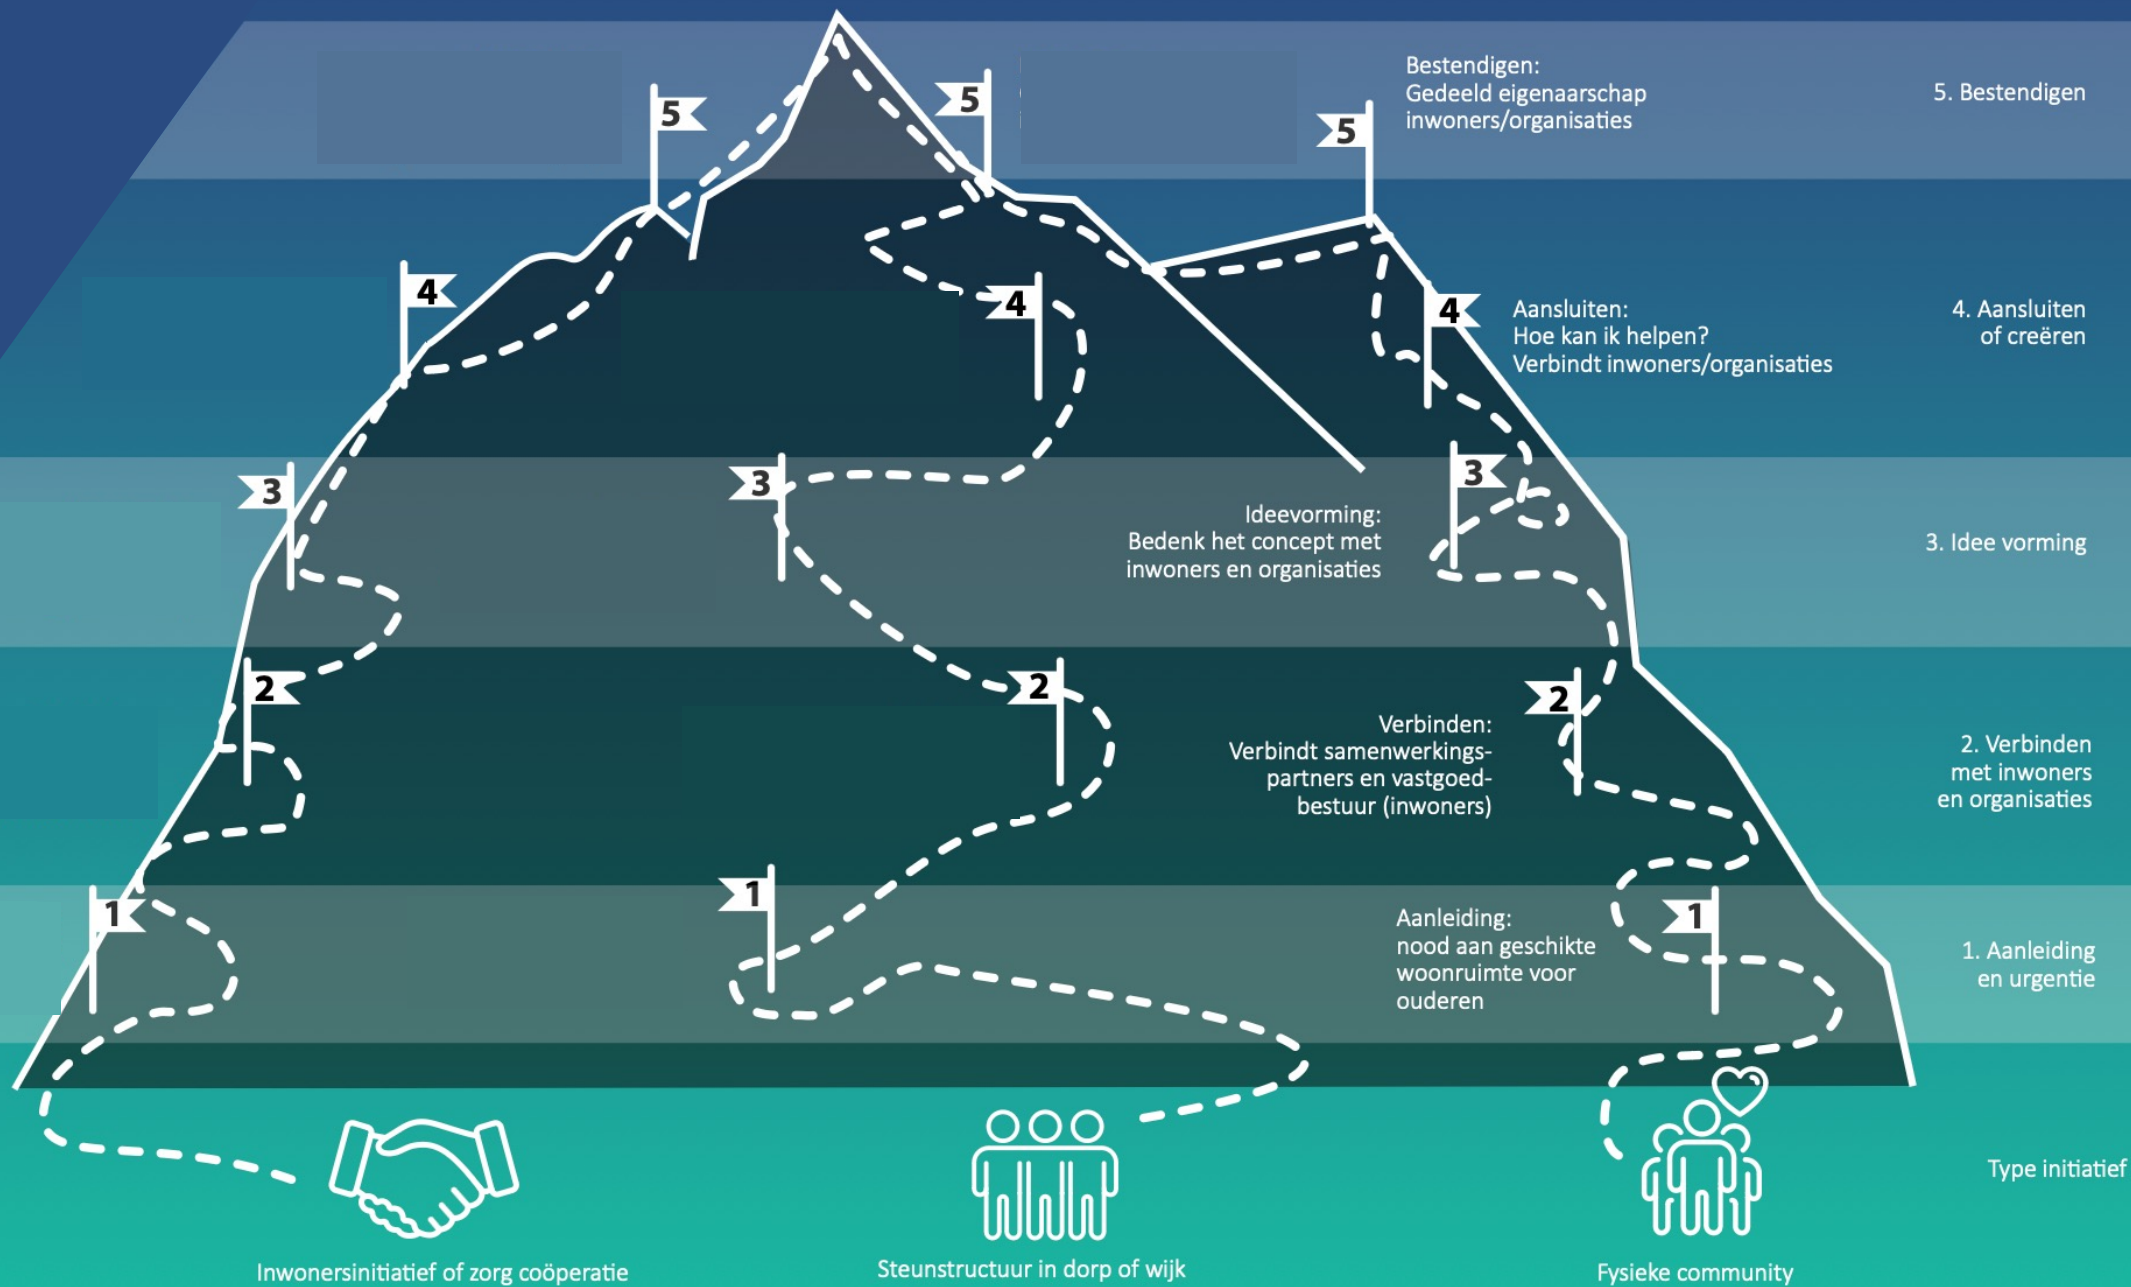 5
5
Bestendigen:
Gedeeld eigenaarschap
inwoners/organisaties
5
5. Bestendigen
4
4
4
Aansluiten:
Hoe kan ik helpen?
Verbindt inwoners/organisaties
4. Aansluiten
of creëren
3
3
3
Ideevorming:
Bedenk het concept met
inwoners en organisaties
3. Idee vorming
2
2
2
Verbinden:
Verbindt samenwerkings-
partners en vastgoed-
bestuur (inwoners)
2. Verbinden
met inwoners
en organisaties
1
1
1
Aanleiding:
nood aan geschikte
woonruimte voor
ouderen
1. Aanleiding
en urgentie
Type initiatief
Inwonersinitiatief of zorg coöperatie
Steunstructuur in dorp of wijk
Fysieke community